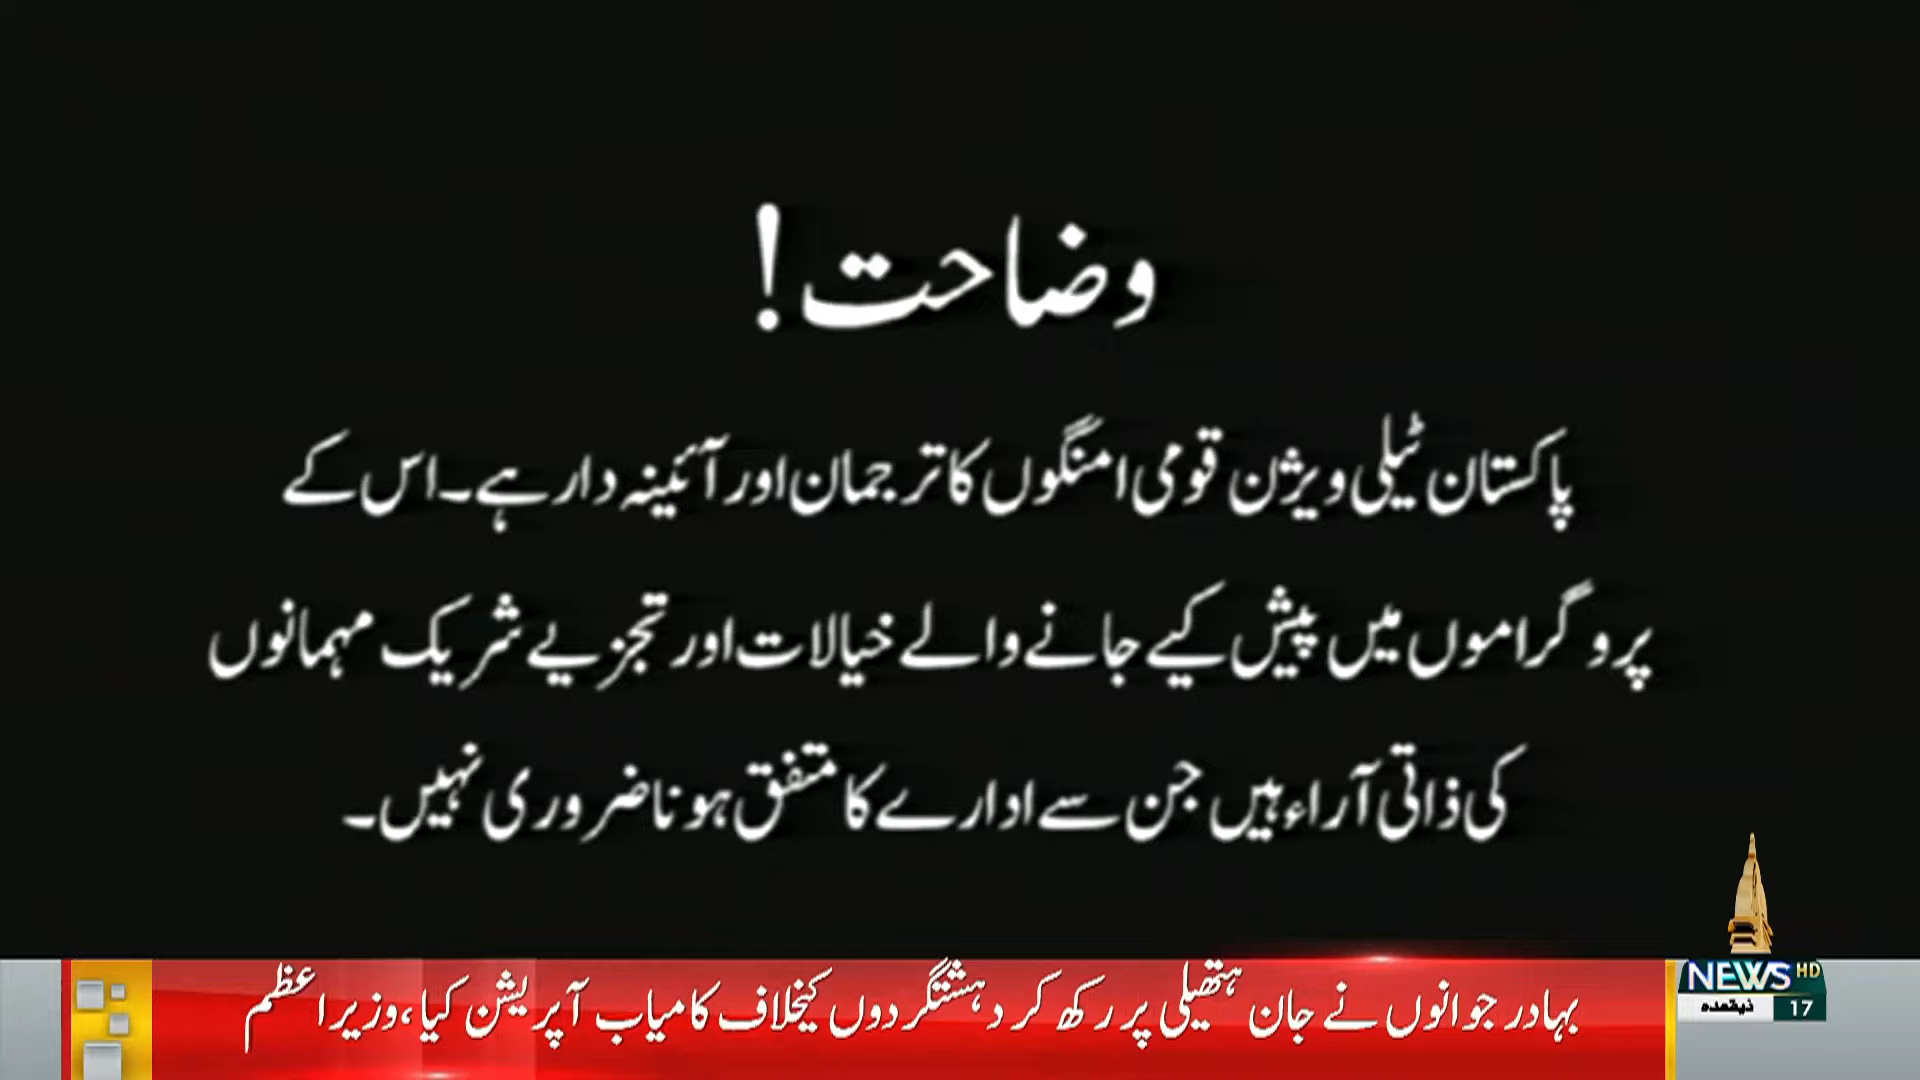 وضاحت!
پاکستان ٹیلی ویژن قومی امنگوں کا ترجمان اور آئینہ دار ہے۔ اس کے
پروگراموں میں پیش کیے جانے والے خیالات اور تجزیے شریک مہمانوں
کی ذاتی آراء ہیں جن سے ادارے کا متفق ہونا ضروری نہیں۔
NEWS HD
ذیقعدہ 17
بہادر جوانوں نے جان ہتھیلی پر رکھ کر دہشتگردوں کیخلاف کامیاب آپریشن کیا، وزیراعظم